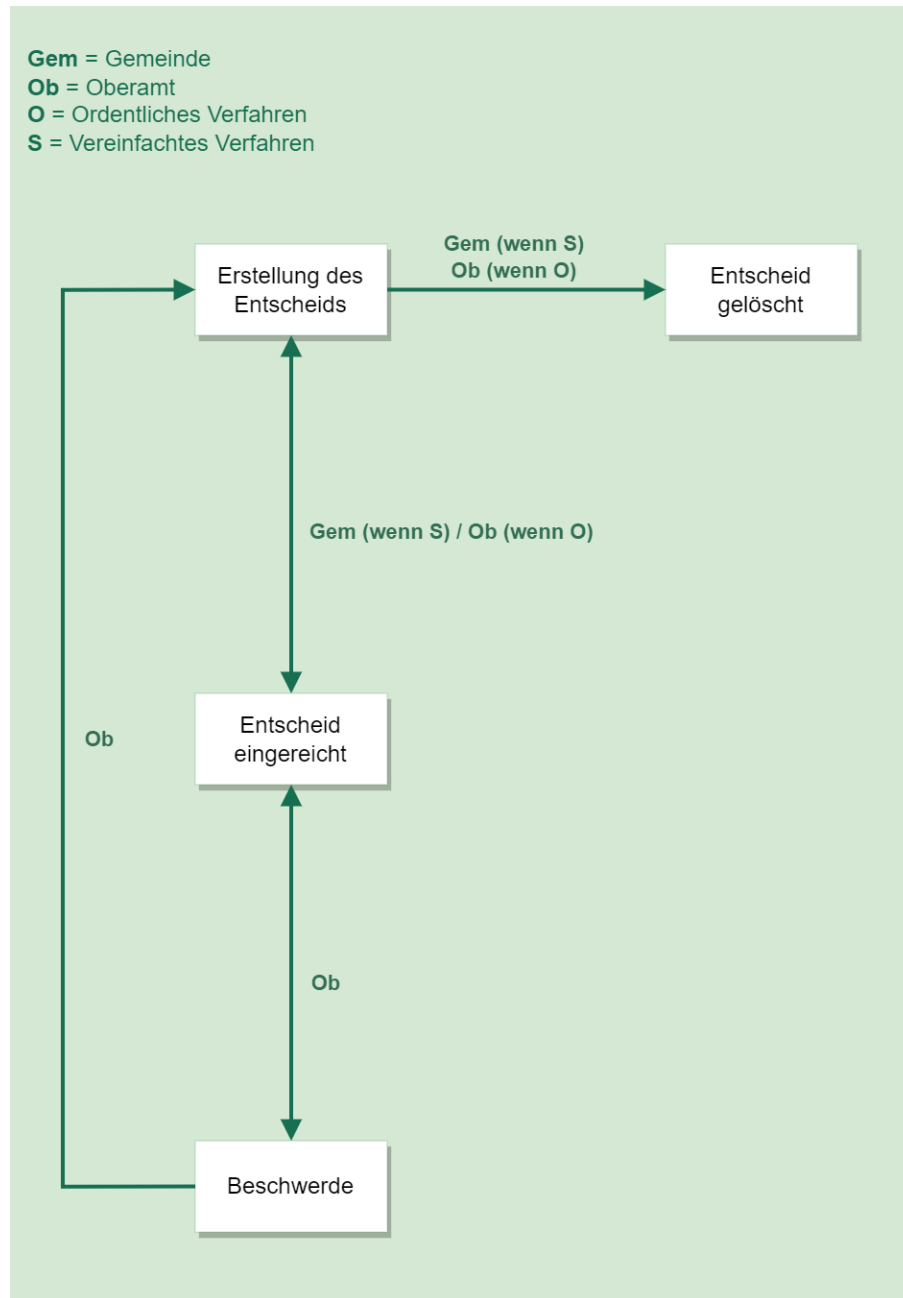 Gem = Gemeinde
Ob = Oberamt
O = Ordentliches Verfahren
S = Vereinfachtes Verfahren
Erstellung des
Entscheids
Gem (wenn S)
Ob (wenn O)
Entscheid
gelöscht
Gem (wenn S) / Ob (wenn O)
Entscheid
eingereicht
Ob
Ob
Beschwerde